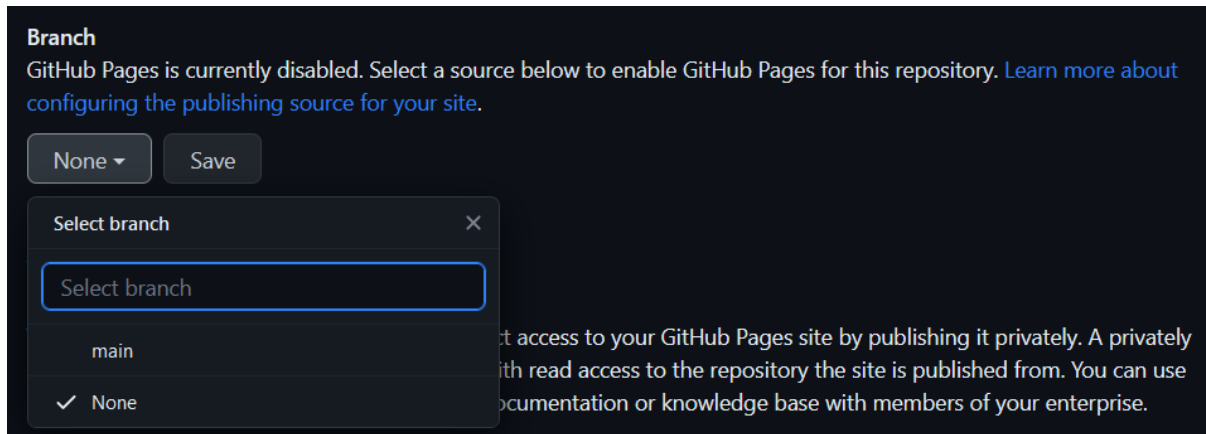 Branch
GitHub Pages is currently disabled. Select a source below to enable GitHub Pages for this repository. Learn more about
configuring the publishing source for your site.
None Save
Select branch
Select branch
main
access to your GitHub Pages site by publishing it privately. A privately
None
read access to the repository the site is published from. You can use
or knowledge base with members of your enterprise.